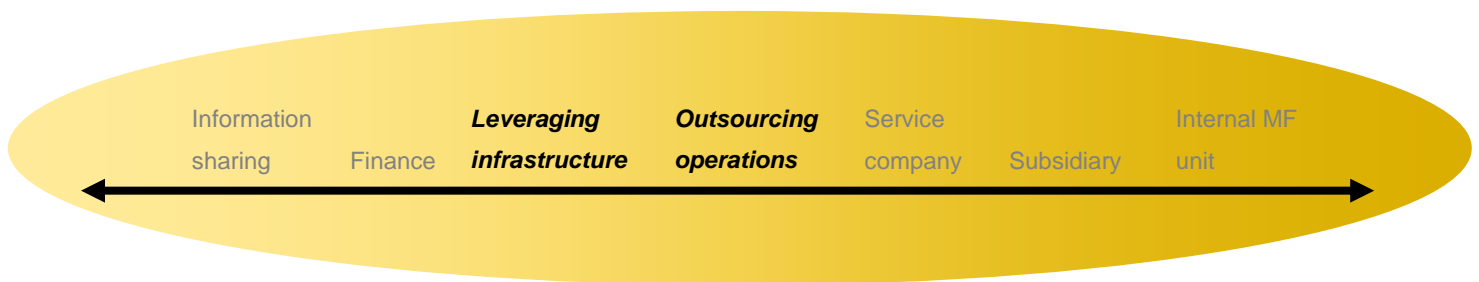 Information
sharing
Finance
Leveraging
infrastructure
Outsourcing
operations
Service
company
Subsidiary
Internal MF
unit